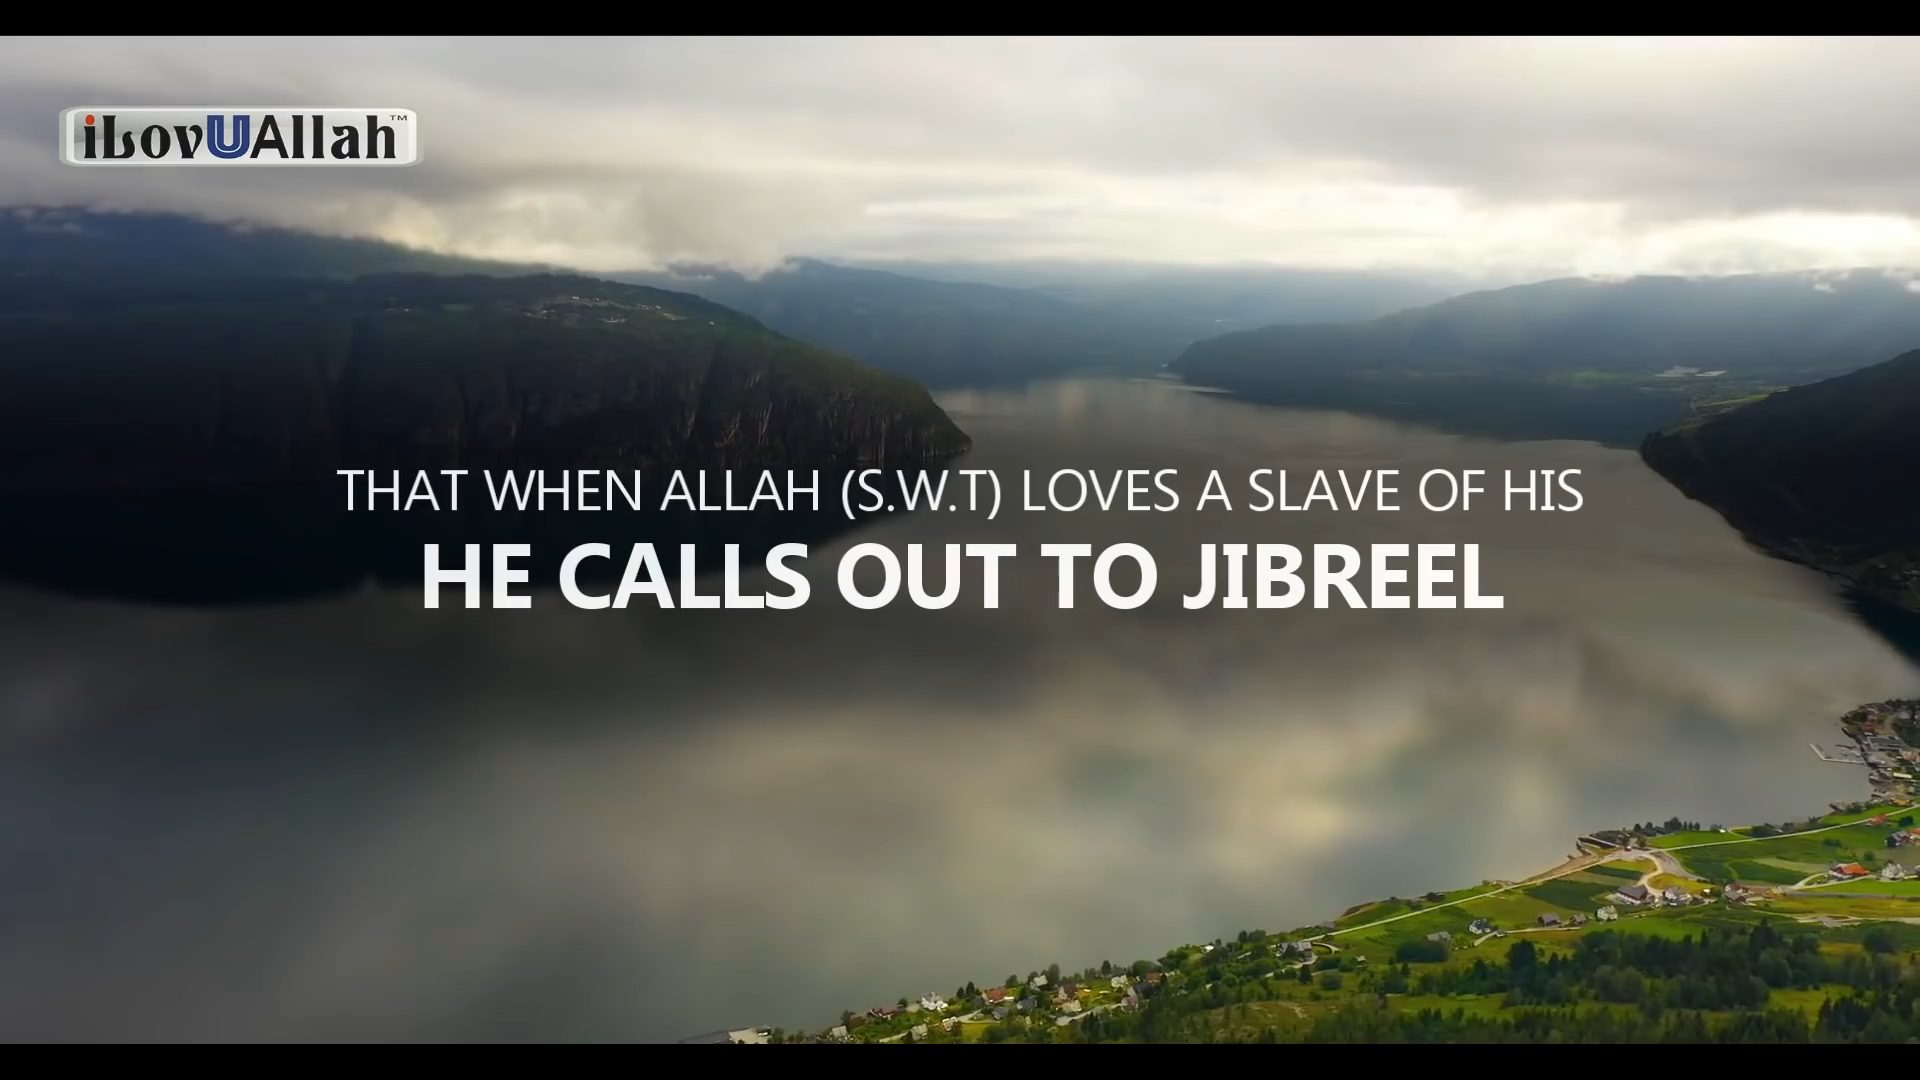 iLovUAllah™
THAT WHEN ALLAH (S.W.T) LOVES A SLAVE OF HIS
HE CALLS OUT TO JIBREEL